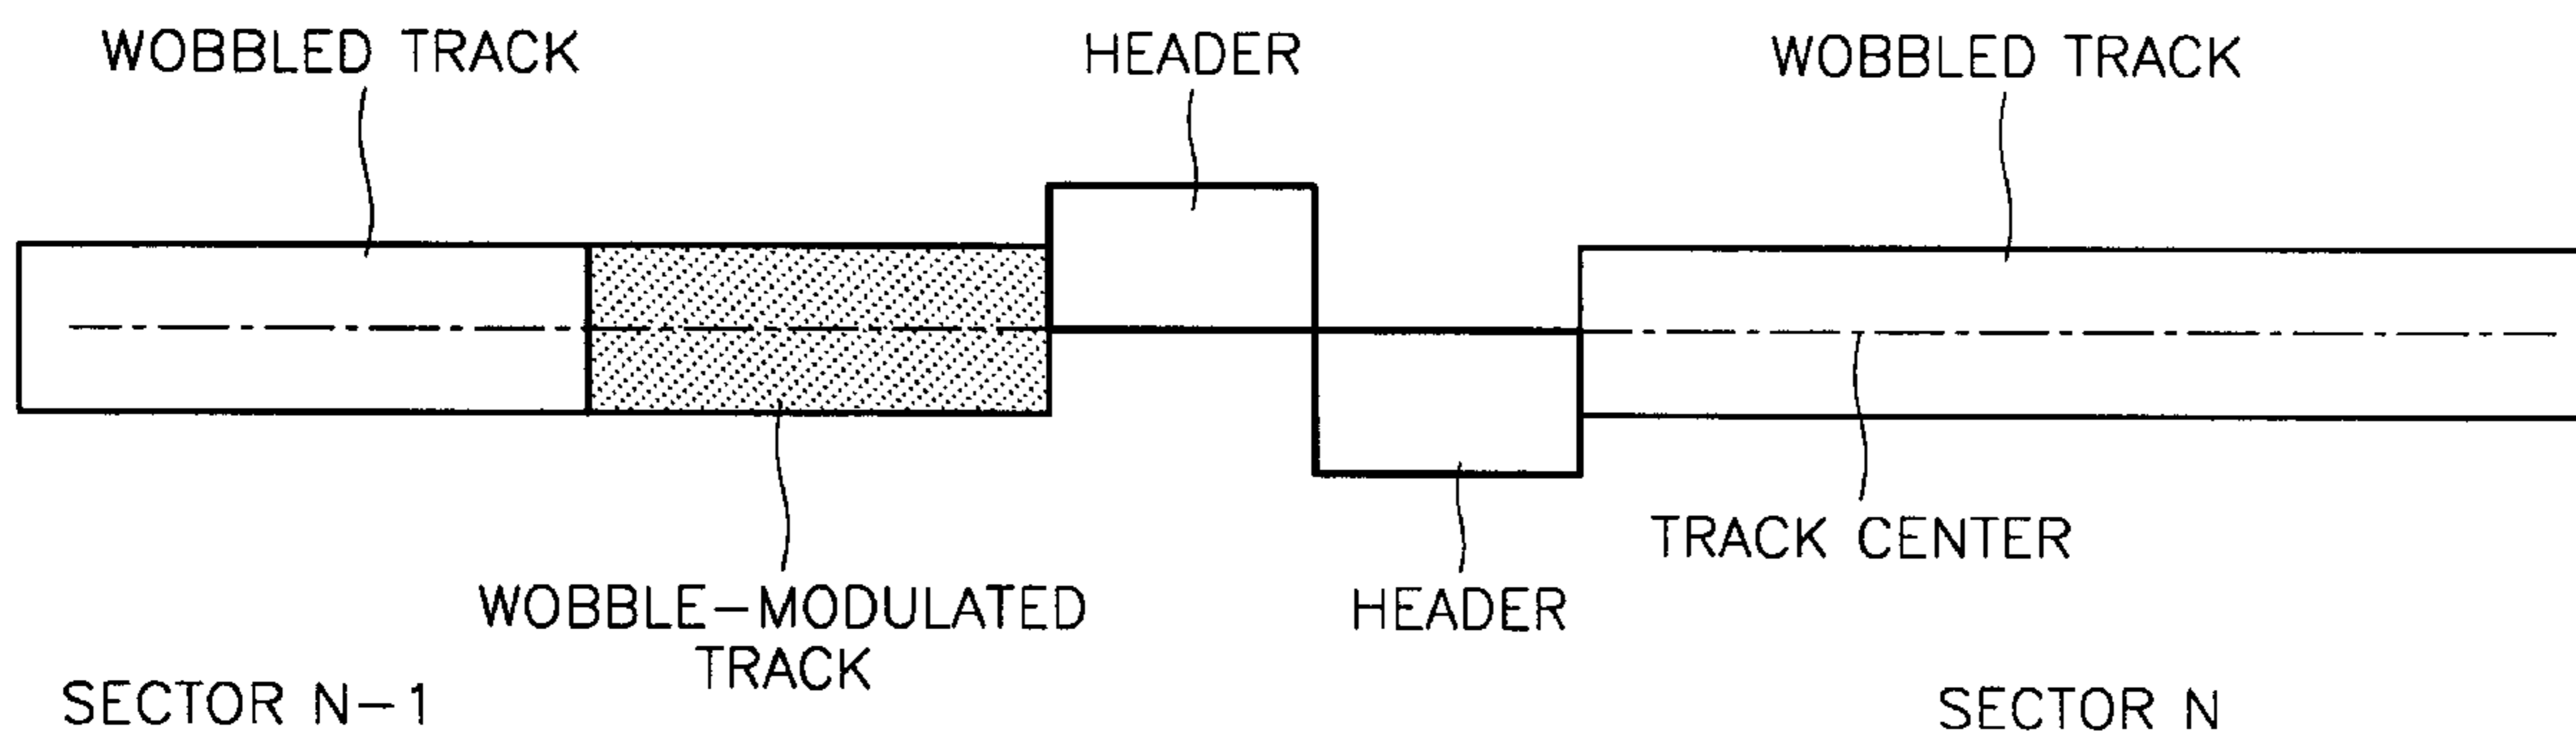 WOBBLED TRACK
HEADER
WOBBLED TRACK
TRACK CENTER
WOBBLE-MODULATED
TRACK
HEADER
SECTOR N-1
SECTOR N